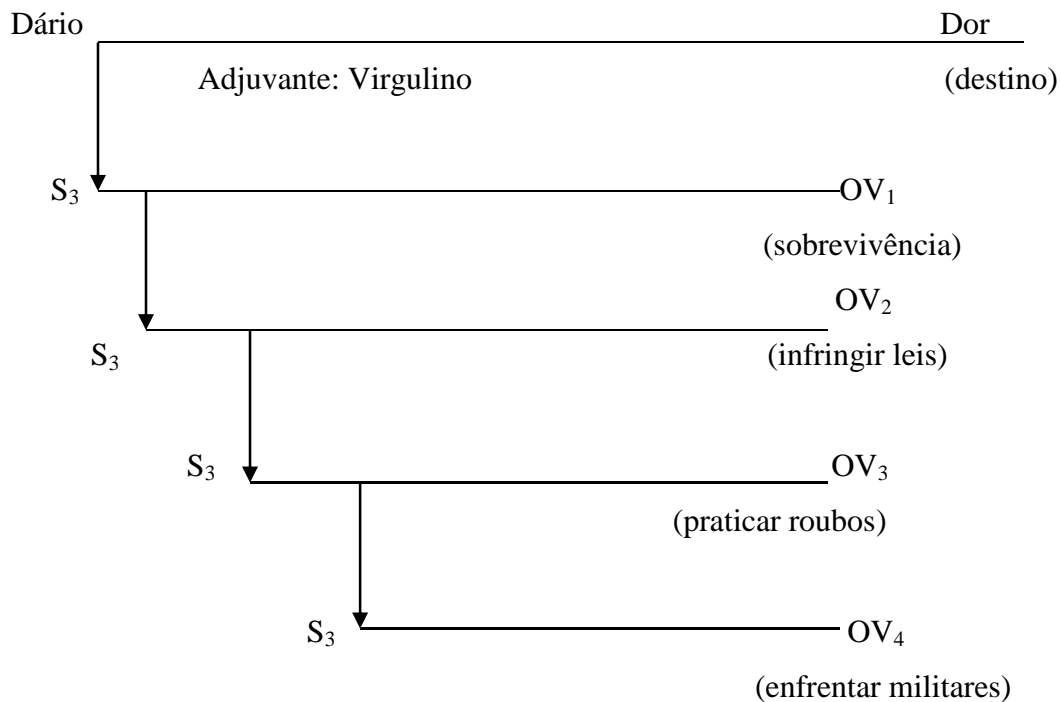 Dário Dor
Adjuvante: Virgulino (destino)
S₃ OV₁
(sobrevivência)
OV₂
S₃ (infringir leis)
S₃ OV₃
(praticar roubos)
S₃ OV₄
(enfrentar militares)